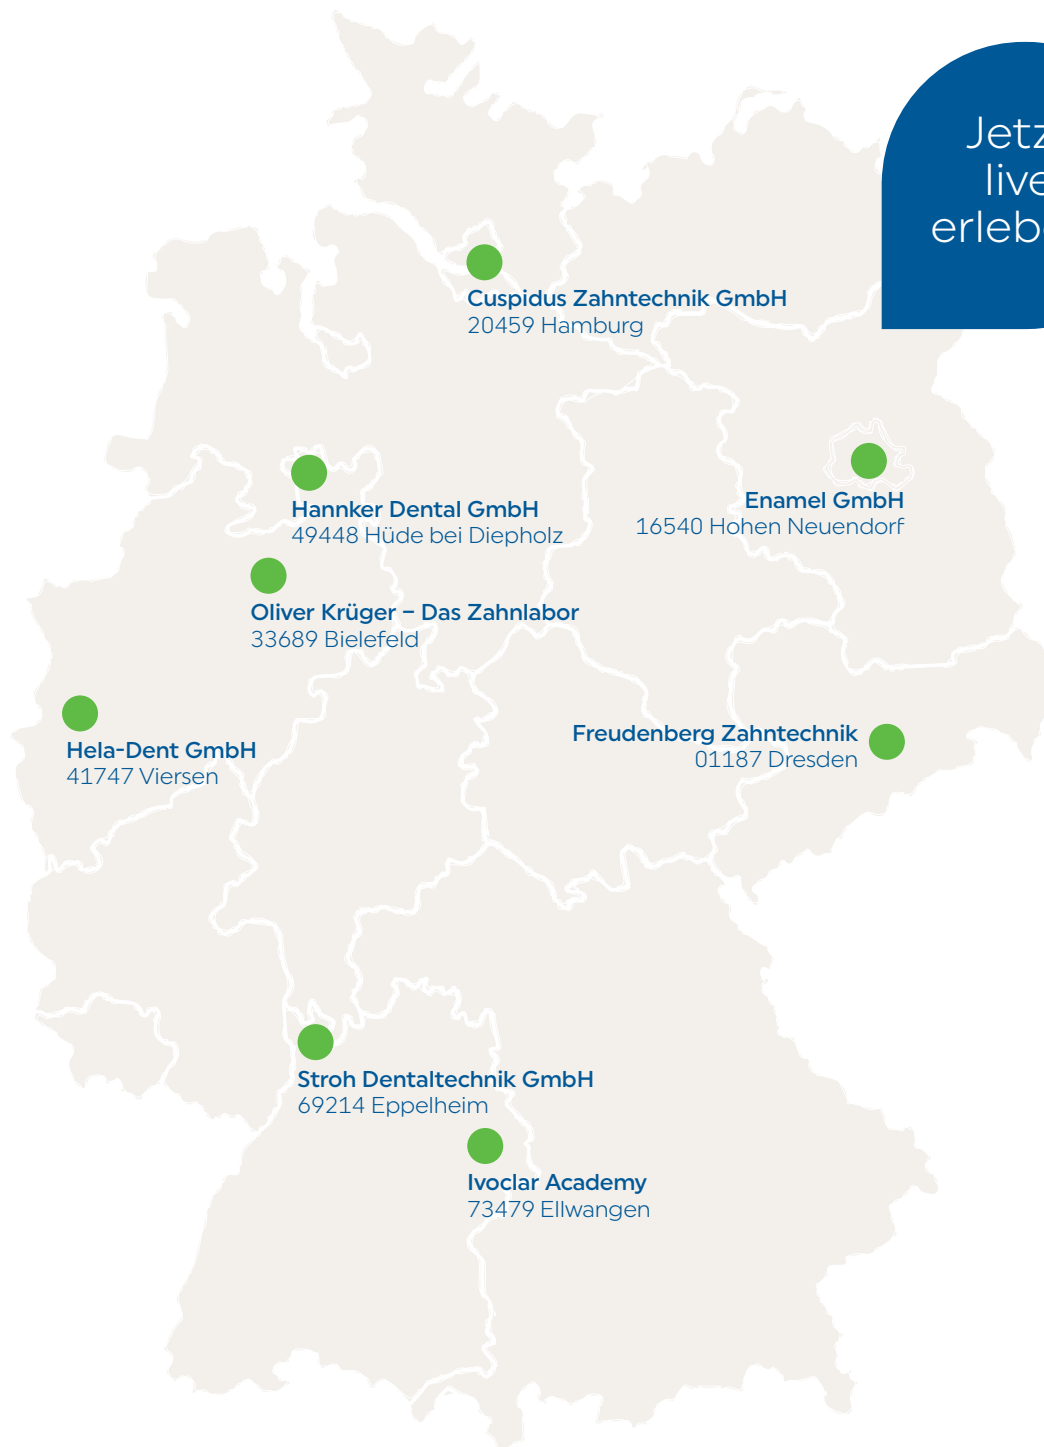 Jetz
live
erleb
Cuspidus Zahntechnik GmbH
20459 Hamburg
Enamel GmbH
16540 Hohen Neuendorf
Hannker Dental GmbH
49448 Hüde bei Diepholz
Oliver Krüger – Das Zahnlabor
33689 Bielefeld
Freudenberg Zahntechnik
01187 Dresden
Hela-Dent GmbH
41747 Viersen
Stroh Dentaltechnik GmbH
69214 Eppelheim
Ivoclar Academy
73479 Ellwangen